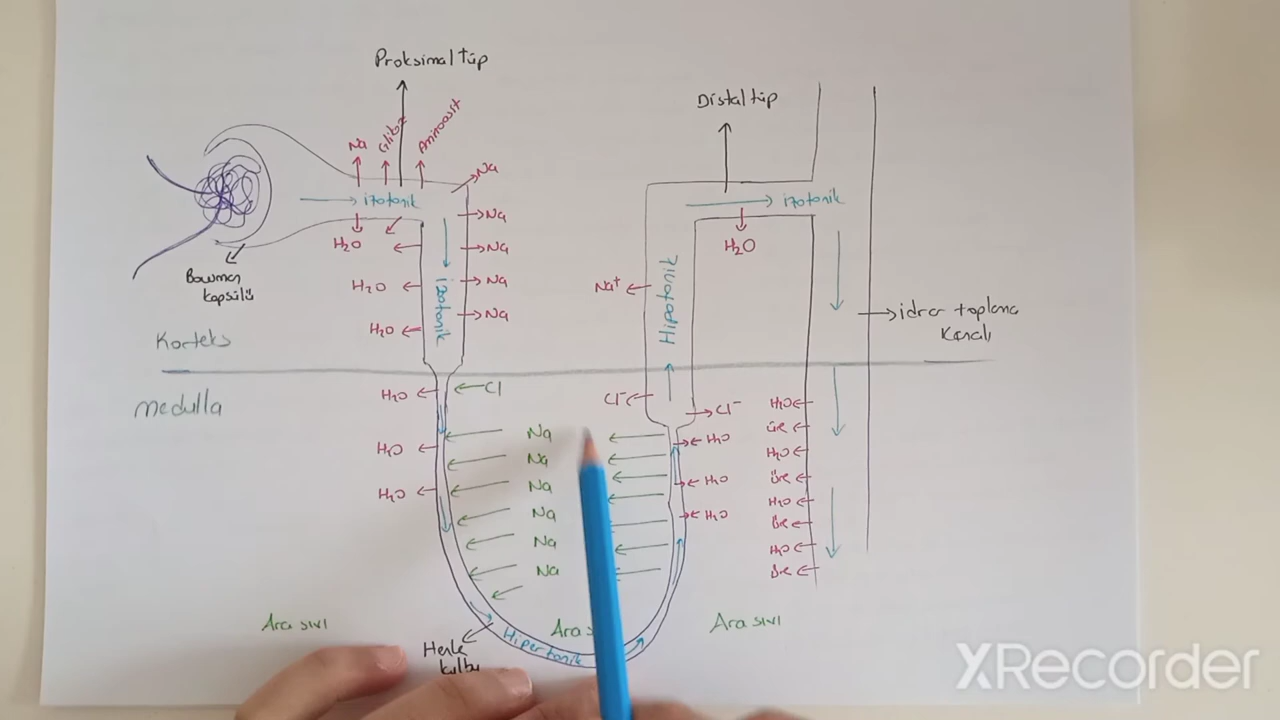 Proksimal tüp
Distal tüp
Na
Glikoz
Aminoasit
Na
izotonik
izotonik
Na
H₂O
H₂O
Na
Bowman
kapsülü
H₂O
izotonik
Na
Na⁺
Hipotonik
idrar toplama
kanalı
H₂O
Na
Korteks
Medulla
H₂O
Cl
Cl⁻
Cl⁻
H₂O
Üre
Na
H₂O
H₂O
Na
H₂O
Üre
Na
H₂O
H₂O
H₂O
Na
H₂O
Üre
Na
H₂O
Na
Üre
Ara sıvı
Ara s
Ara sıvı
Hipertonik
Henle
kulbu
XRecorder